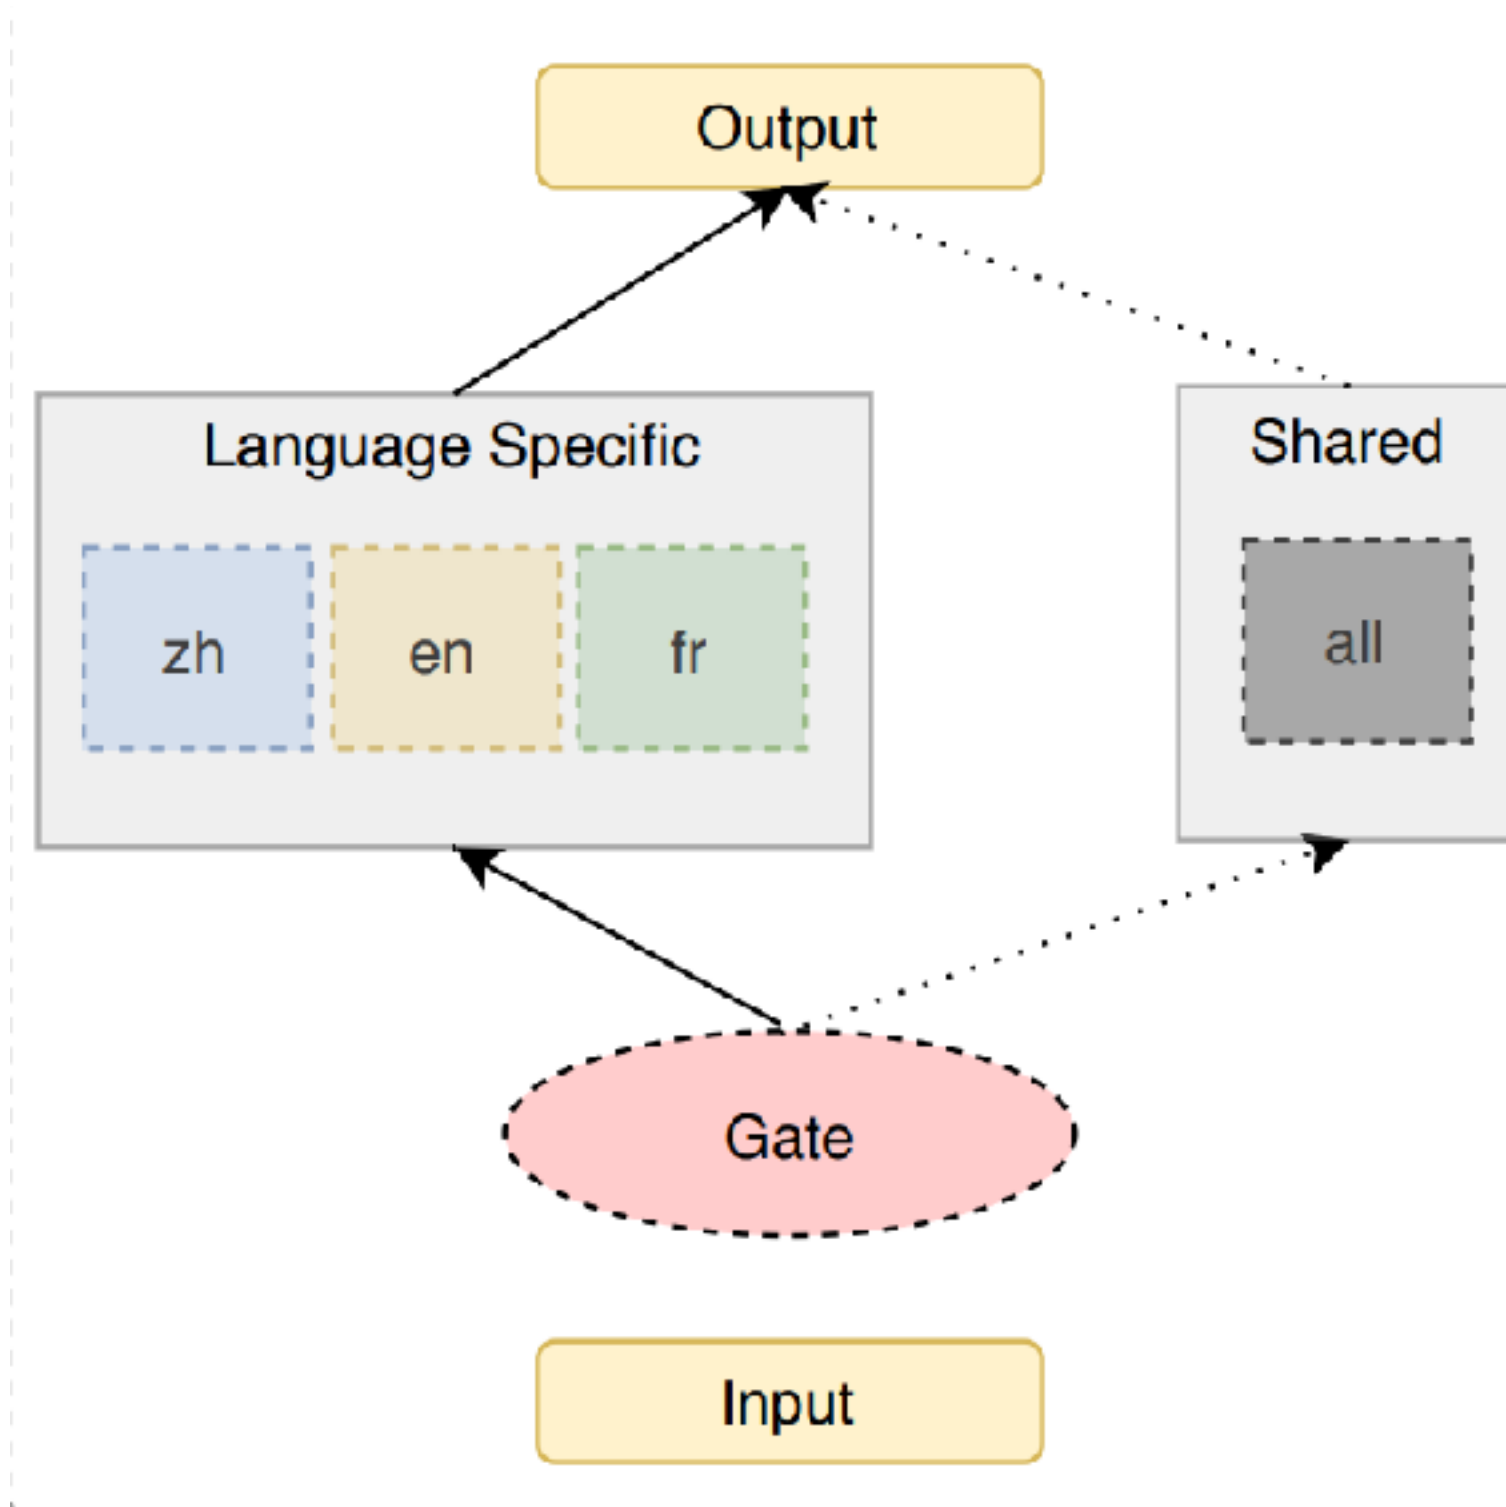 Output
Language Specific
Shared
zh
en
fr
all
Gate
Input